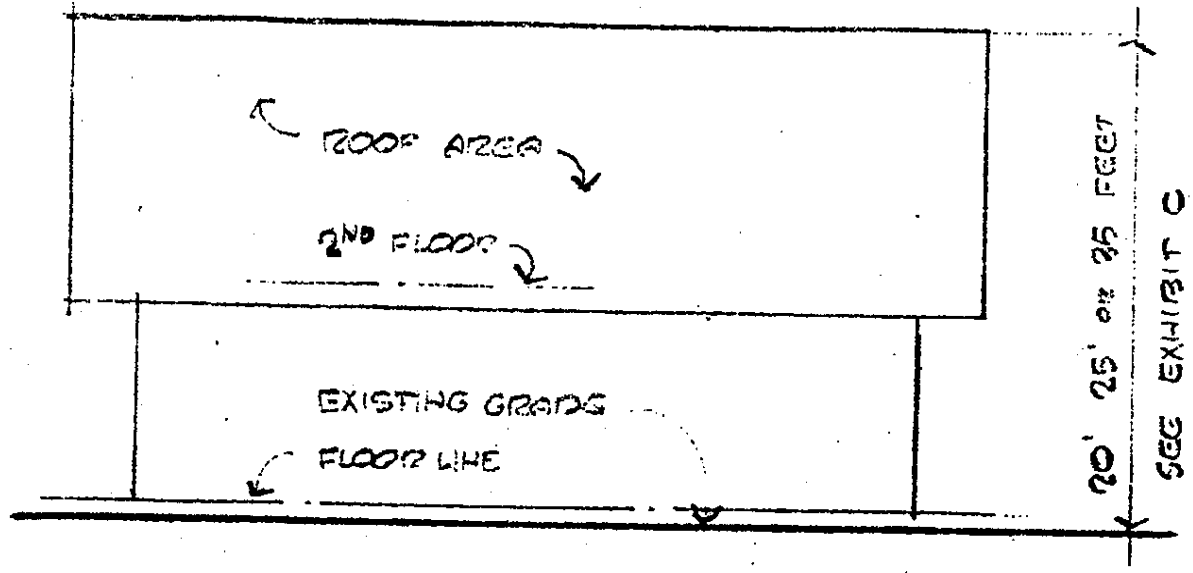 ROOF AREA
2ND FLOOR
EXISTING GRADE
FLOOR LINE
20' 25' OR 35 FEET
SEE EXHIBIT C